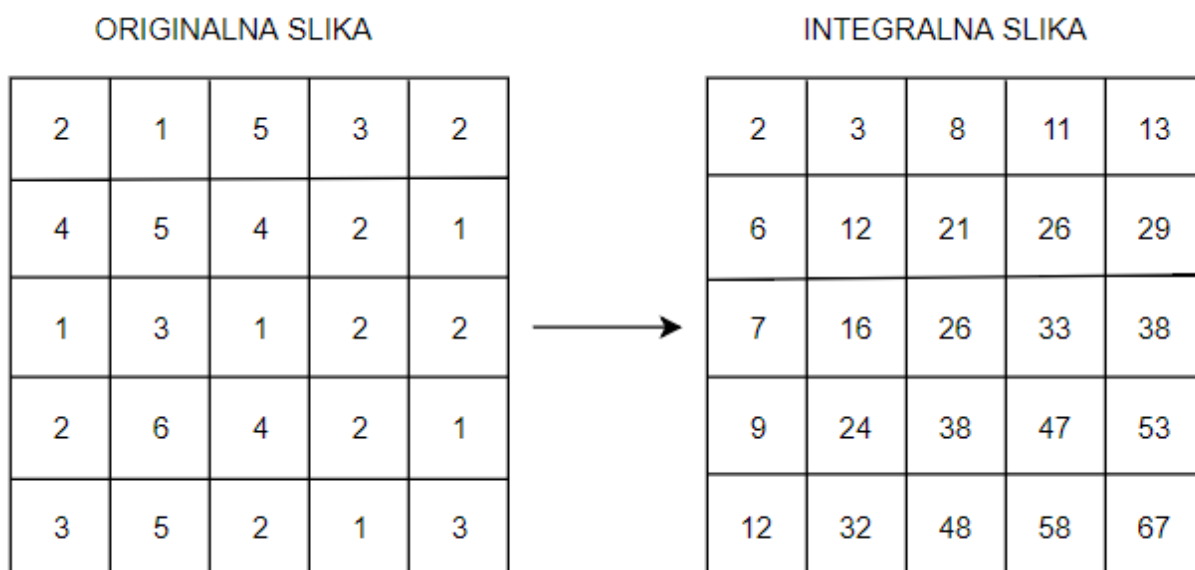 ORIGINALNA SLIKA INTEGRALNA SLIKA
2 1 5 3 2 2 3 8 11 13
4 5 4 2 1 6 12 21 26 29
1 3 1 2 2 7 16 26 33 38
2 6 4 2 1 9 24 38 47 53
3 5 2 1 3 12 32 48 58 67